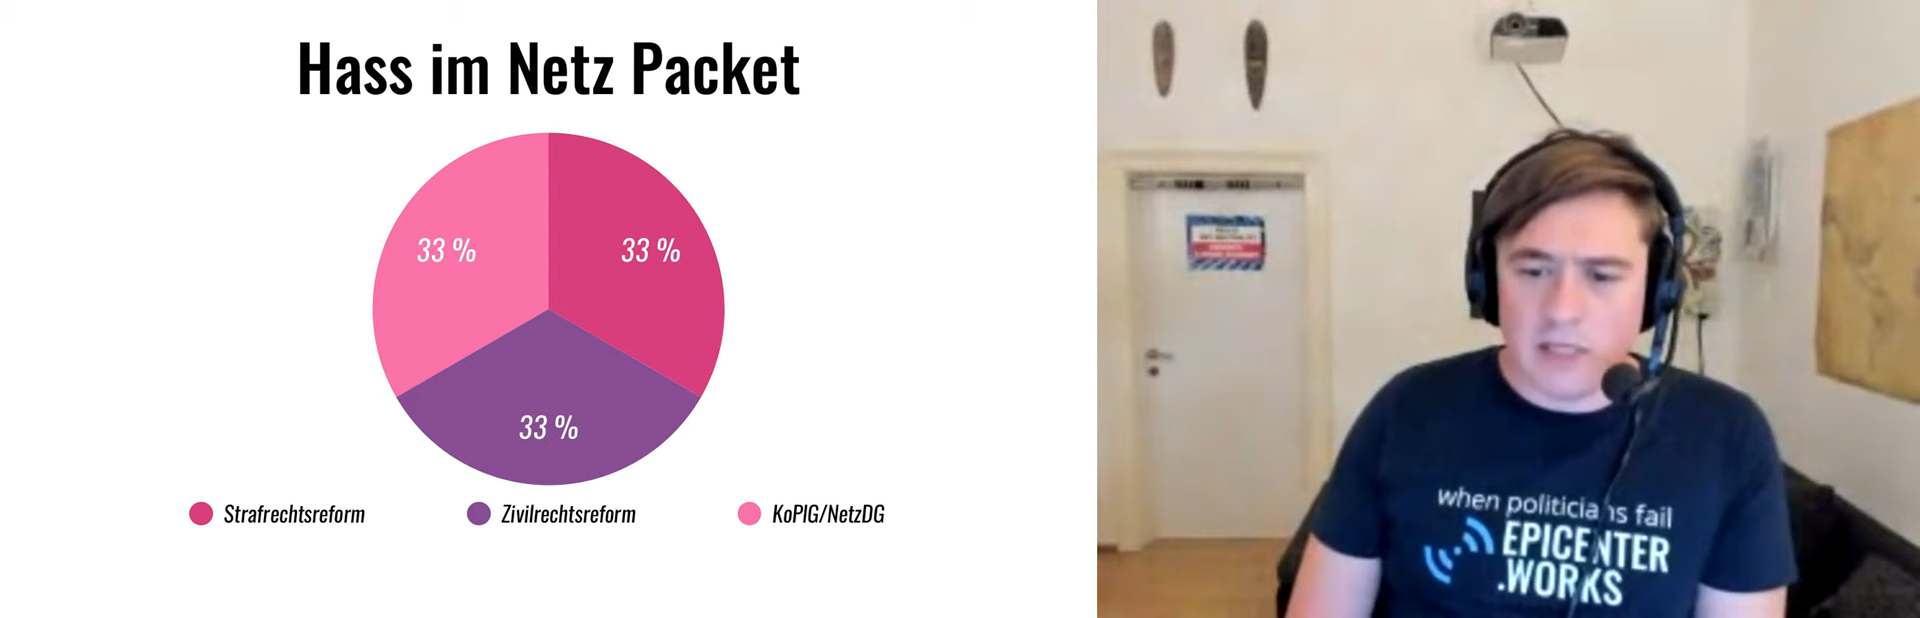 Hass im Netz Packet
33 %
33 %
33 %
Strafrechtsreform
Zivilrechtsreform
KoPlG/NetzDG
when politicians fail
EPICENTER
.WORKS